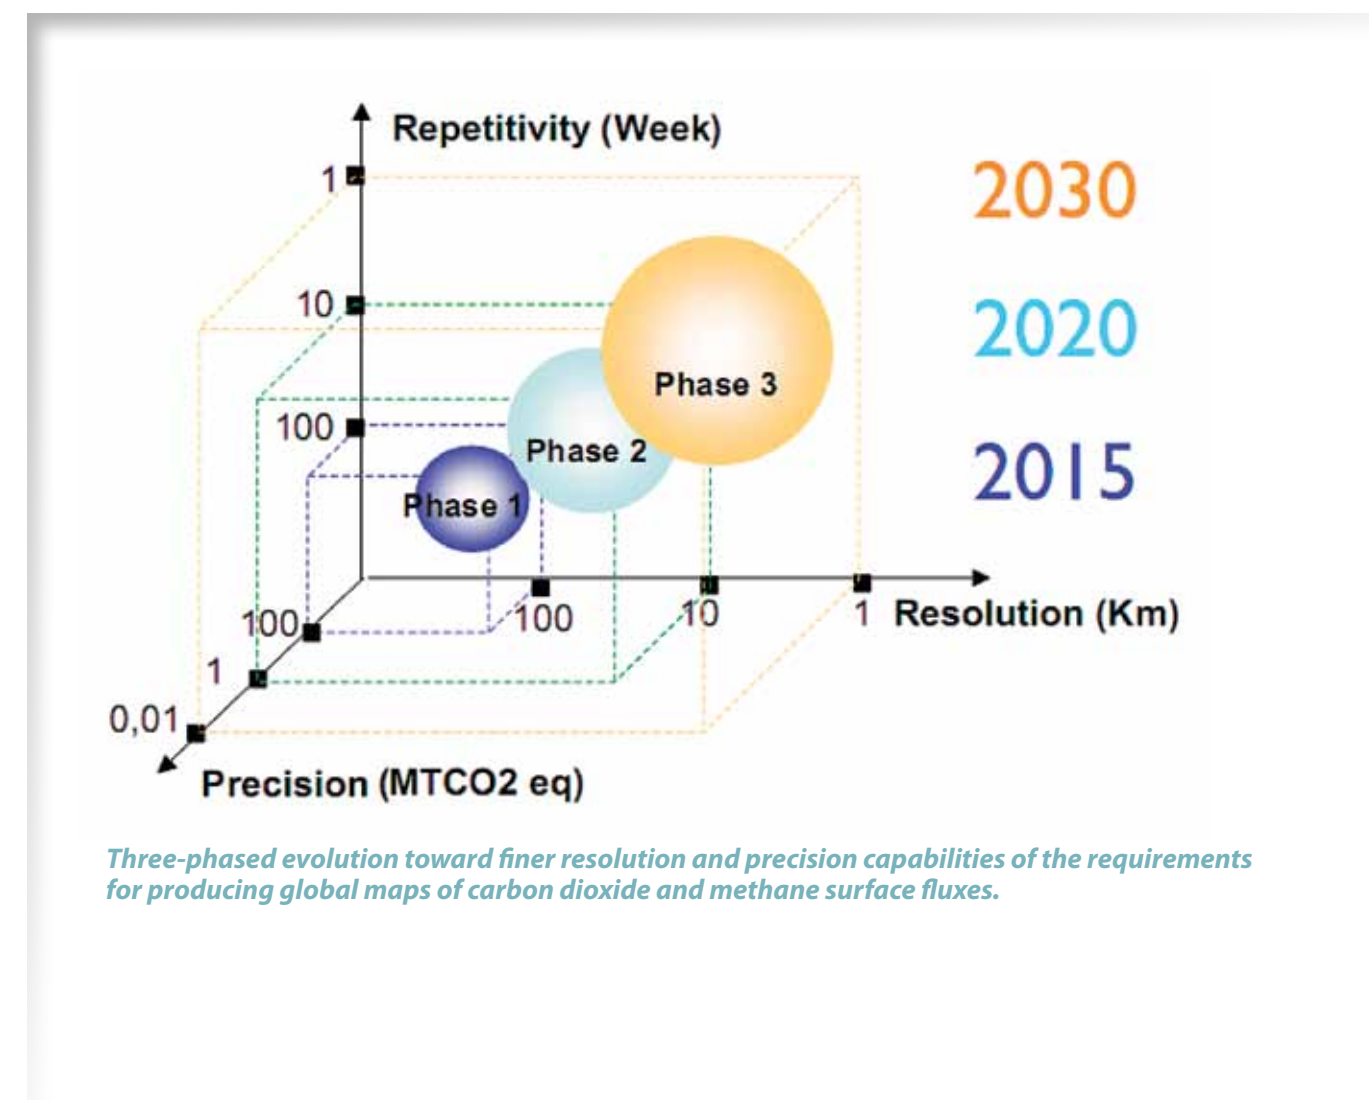 Repetitivity (Week)
1
2030
10
2020
Phase 3
100
Phase 2
2015
Phase 1
100
100
10
1
Resolution (Km)
1
0,01
Precision (MTCO2 eq)
Three-phased evolution toward finer resolution and precision capabilities of the requirements
for producing global maps of carbon dioxide and methane surface fluxes.